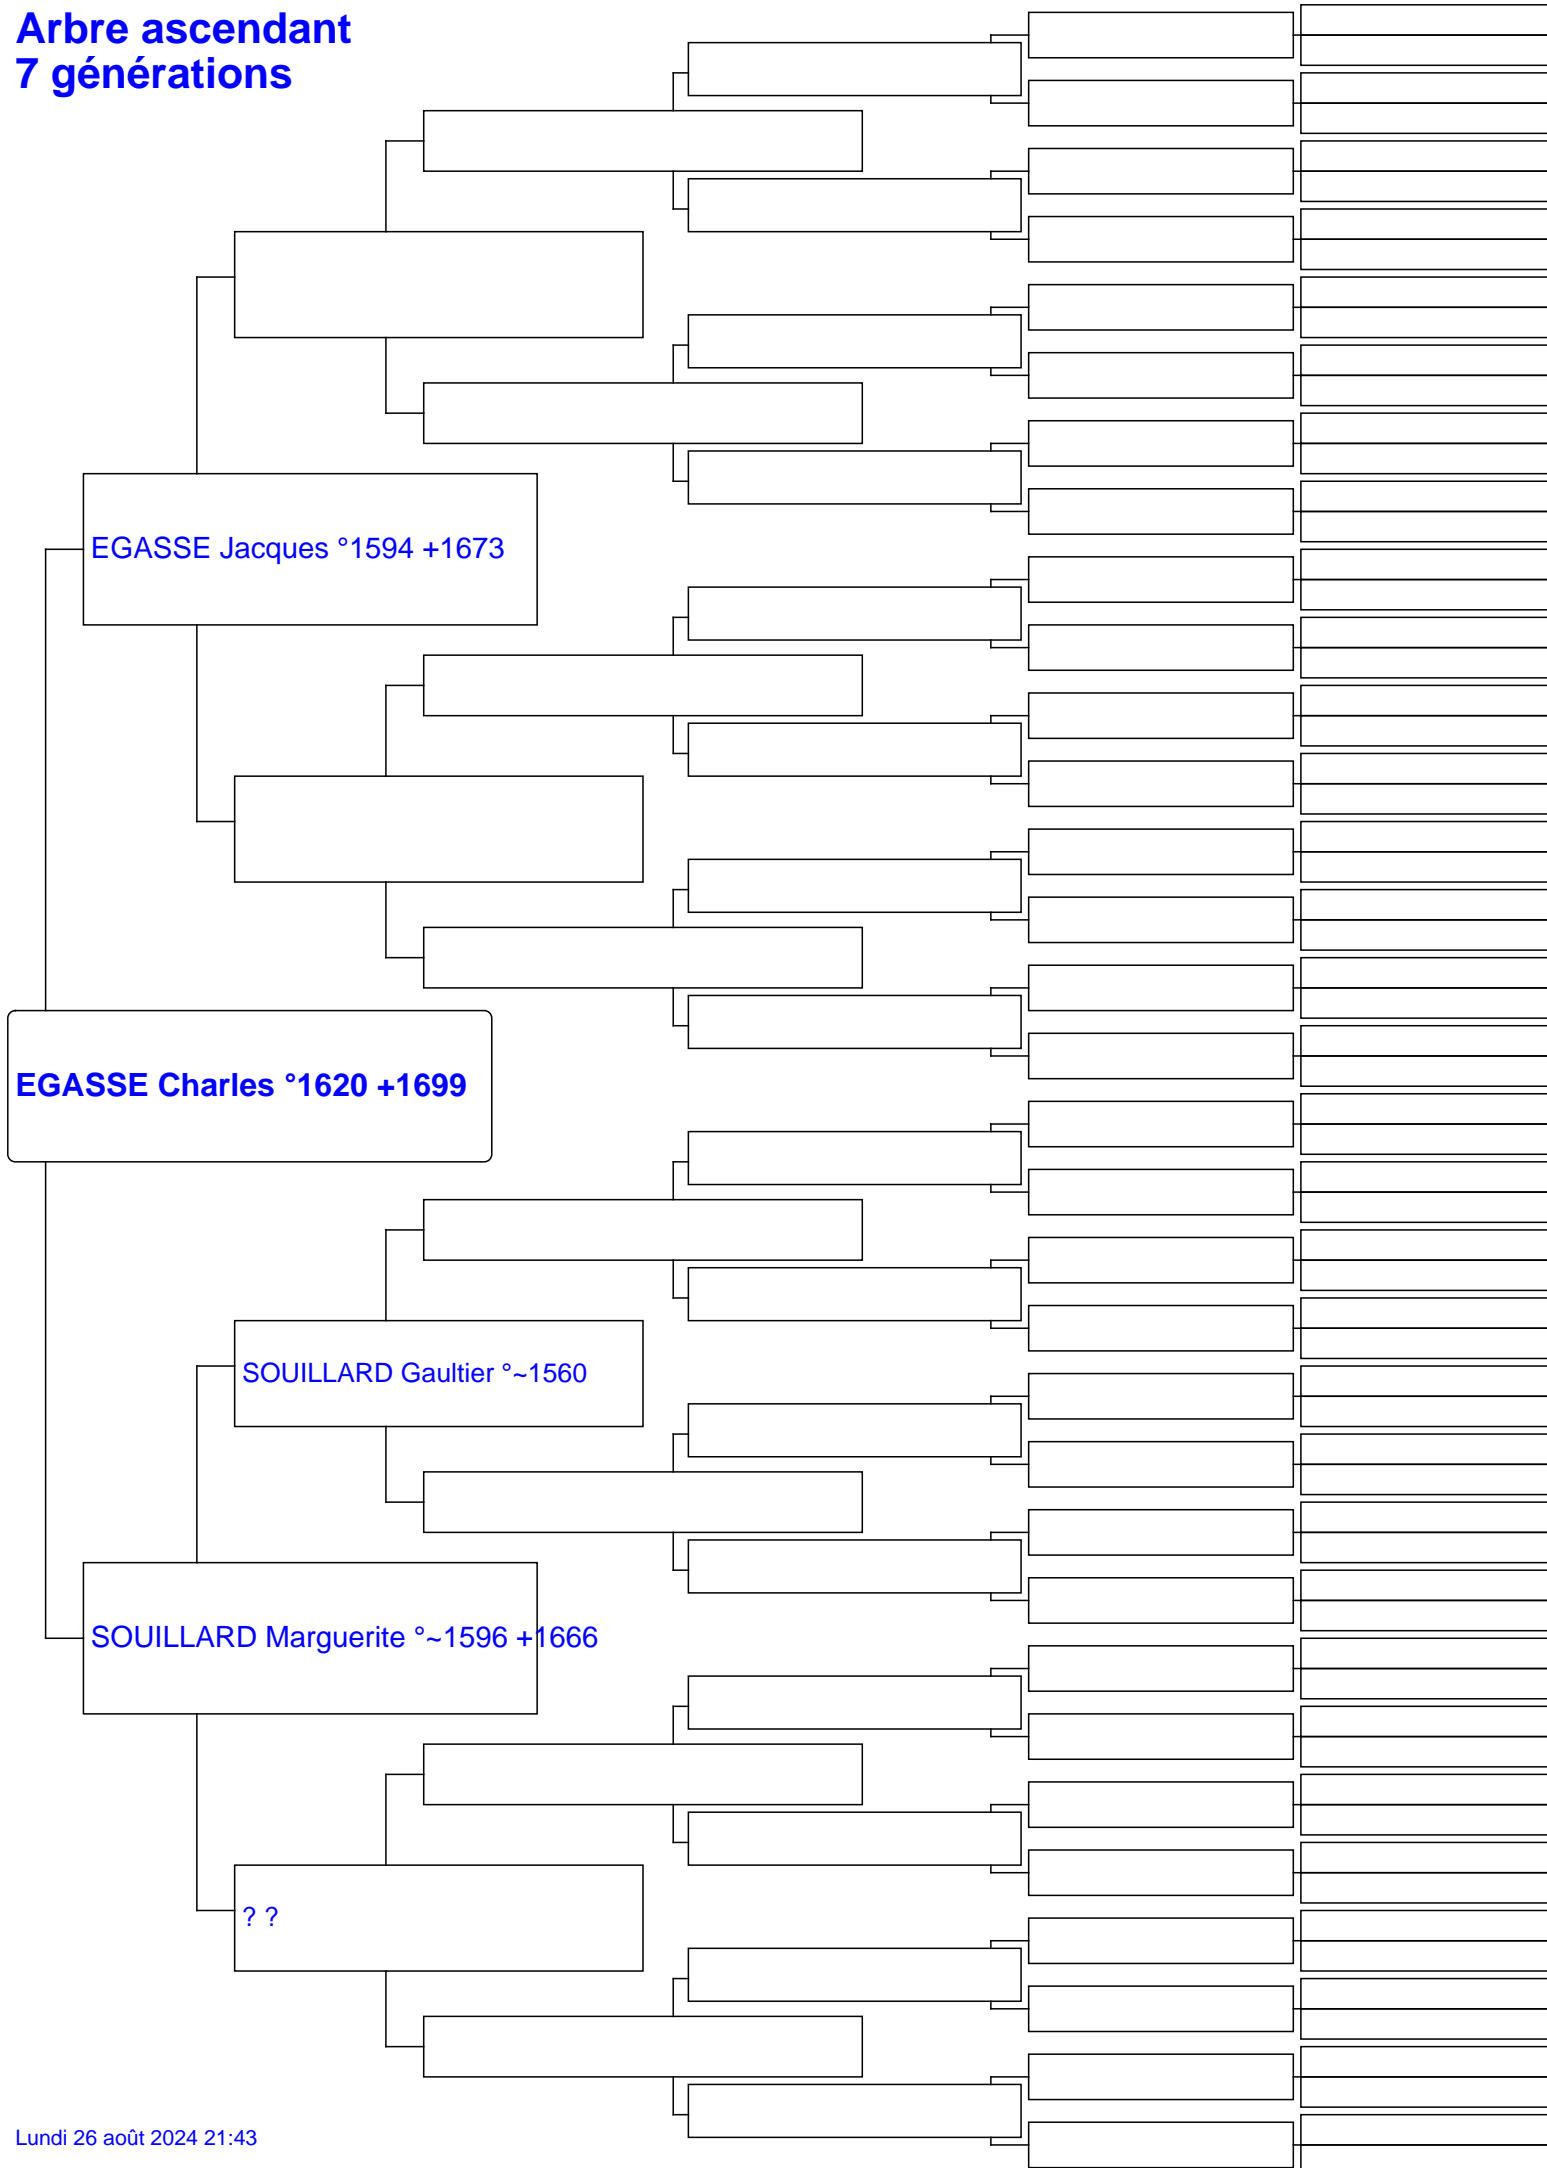 Arbre ascendant
7 générations
EGASSE Jacques °1594 +1673
EGASSE Charles °1620 +1699
SOUILLARD Gaultier °~1560
SOUILLARD Marguerite °~1596 +1666
? ?
Lundi 26 août 2024 21:43